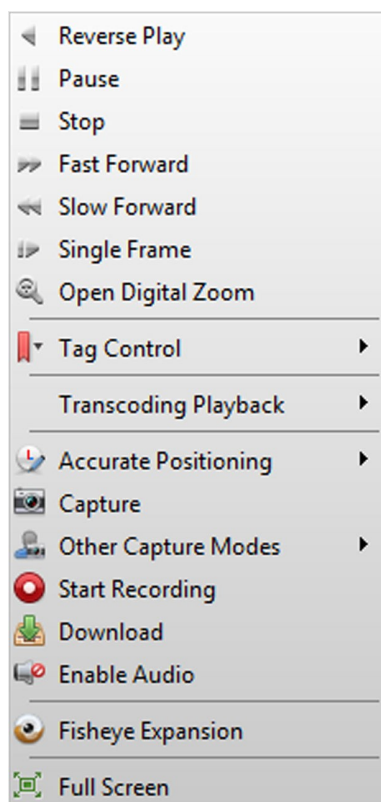 Reverse Play
Pause
Stop
Fast Forward
Slow Forward
Single Frame
Open Digital Zoom
Tag Control
Transcoding Playback
Accurate Positioning
Capture
Other Capture Modes
Start Recording
Download
Enable Audio
Fisheye Expansion
Full Screen